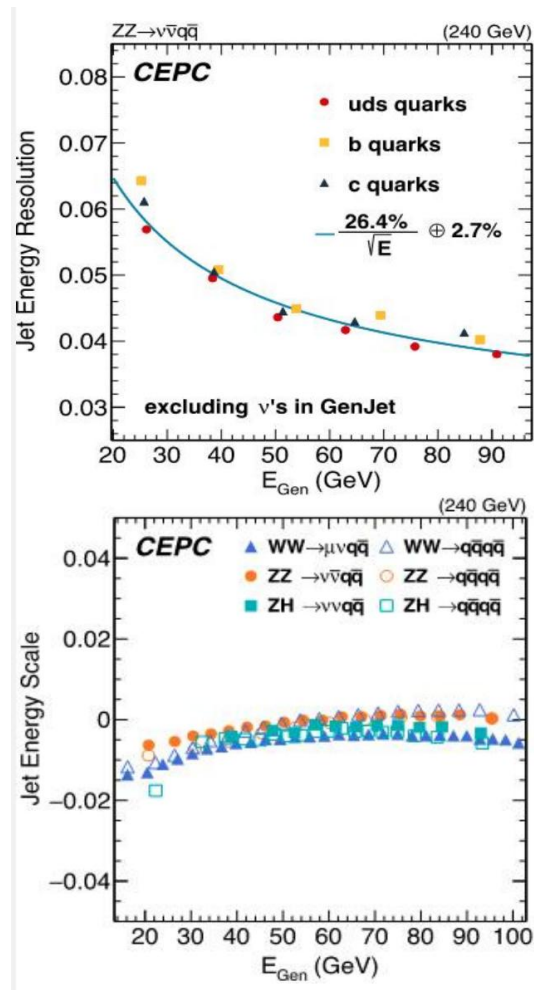 ZZ→νν̅qq̅ (240 GeV)
CEPC
0.08
0.07
0.06
0.05
0.04
0.03
Jet Energy Resolution
uds quarks
b quarks
c quarks
26.4%
√E ⊕ 2.7%
excluding ν's in GenJet
20 30 40 50 60 70 80 90
E_Gen (GeV)
(240 GeV)
CEPC
WW→μνqq̅ WW→qq̅qq̅
ZZ →νν̅qq̅ ZZ →qq̅qq̅
ZH →ννqq̅ ZH →qq̅qq̅
0.04
0.02
0
−0.02
−0.04
Jet Energy Scale
20 30 40 50 60 70 80 90 100
E_Gen (GeV)